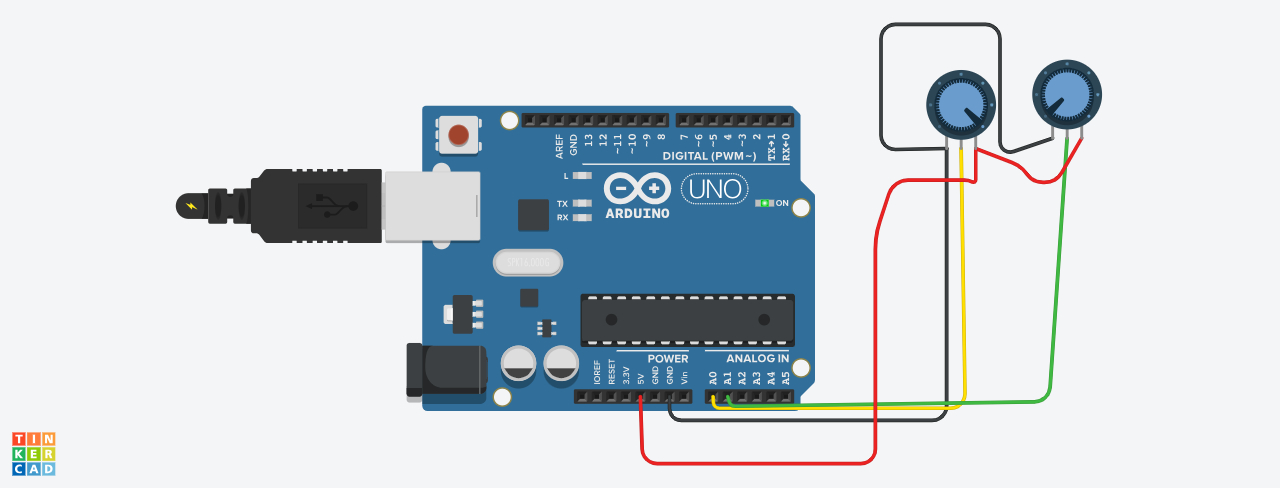 AREF
GND
13
12
~11
~10
~9
8
7
~6
~5
4
~3
2
TX→1
RX←0
DIGITAL (PWM~)
L
TX
RX
UNO
ARDUINO
ON
POWER
ANALOG IN
IOREF
RESET
3.3V
5V
GND
GND
Vin
A0
A1
A2
A3
A4
A5
TIN
KER
CAD